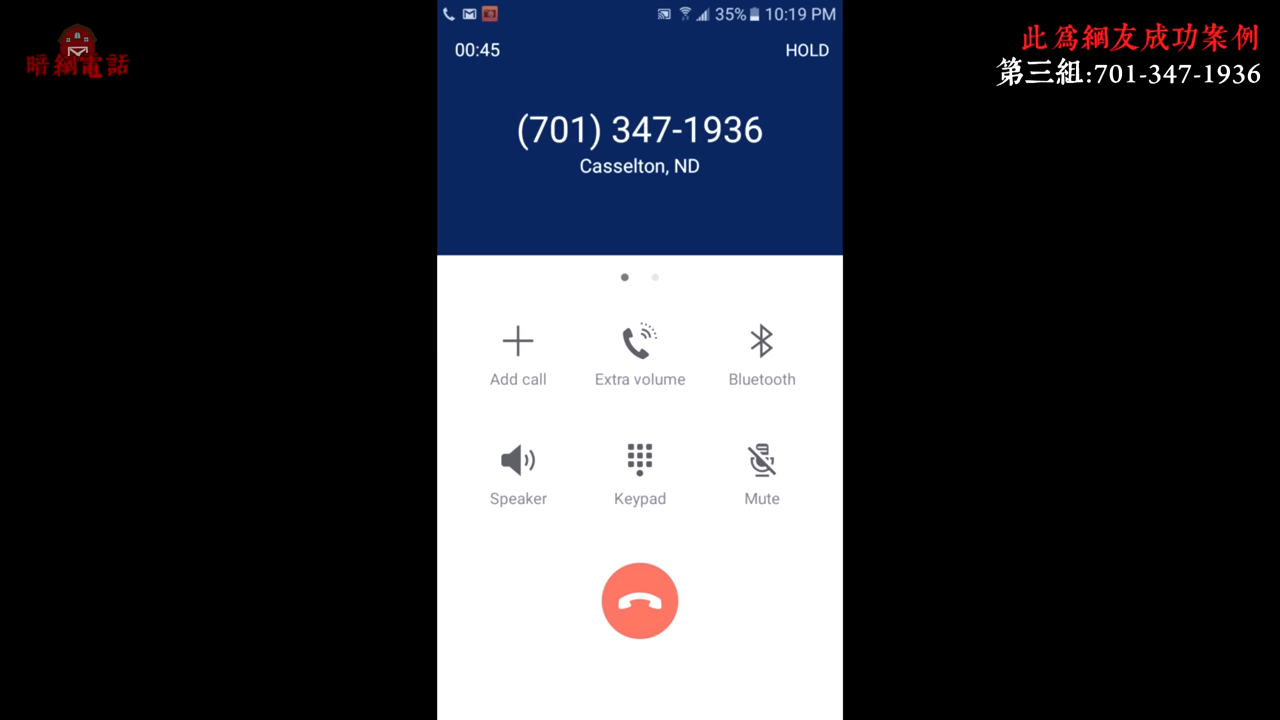 暗網電話
此為網友成功案例
第三組:701-347-1936
35% 10:19 PM
00:45
HOLD
(701) 347-1936
Casselton, ND
Add call
Extra volume
Bluetooth
Speaker
Keypad
Mute